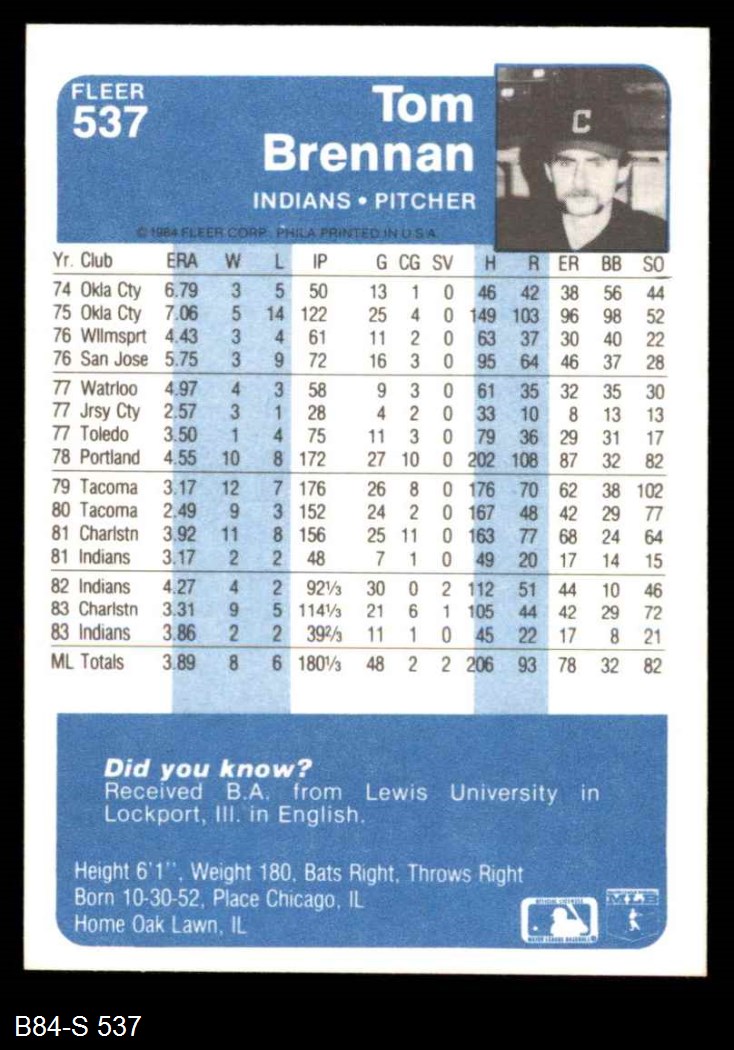 FLEER
537
Tom
Brennan
INDIANS • PITCHER
© 1984 FLEER CORP. PHILA PRINTED IN U.S.A.
C
Yr. Club ERA W L IP G CG SV H R ER BB SO
74 Okla Cty 6.79 3 5 50 13 1 0 46 42 38 56 44
75 Okla Cty 7.06 5 14 122 25 4 0 149 103 96 98 52
76 Wllmsprt 4.43 3 4 61 11 2 0 63 37 30 40 22
76 San Jose 5.75 3 9 72 16 3 0 95 64 46 37 28
77 Watrloo 4.97 4 3 58 9 3 0 61 35 32 35 30
77 Jrsy Cty 2.57 3 1 28 4 2 0 33 10 8 13 13
77 Toledo 3.50 1 4 75 11 3 0 79 36 29 31 17
78 Portland 4.55 10 8 172 27 10 0 202 108 87 32 82
79 Tacoma 3.17 12 7 176 26 8 0 176 70 62 38 102
80 Tacoma 2.49 9 3 152 24 2 0 167 48 42 29 77
81 Charlstn 3.92 11 8 156 25 11 0 163 77 68 24 64
81 Indians 3.17 2 2 48 7 1 0 49 20 17 14 15
82 Indians 4.27 4 2 92⅓ 30 0 2 112 51 44 10 46
83 Charlstn 3.31 9 5 114⅓ 21 6 1 105 44 42 29 72
83 Indians 3.86 2 2 39⅔ 11 1 0 45 22 17 8 21
ML Totals 3.89 8 6 180⅓ 48 2 2 206 93 78 32 82
Did you know?
Received B.A. from Lewis University in
Lockport, Ill. in English.
Height 6'1'', Weight 180, Bats Right, Throws Right
Born 10-30-52, Place Chicago, IL
Home Oak Lawn, IL
MAJOR LEAGUE BASEBALL
B84-S 537